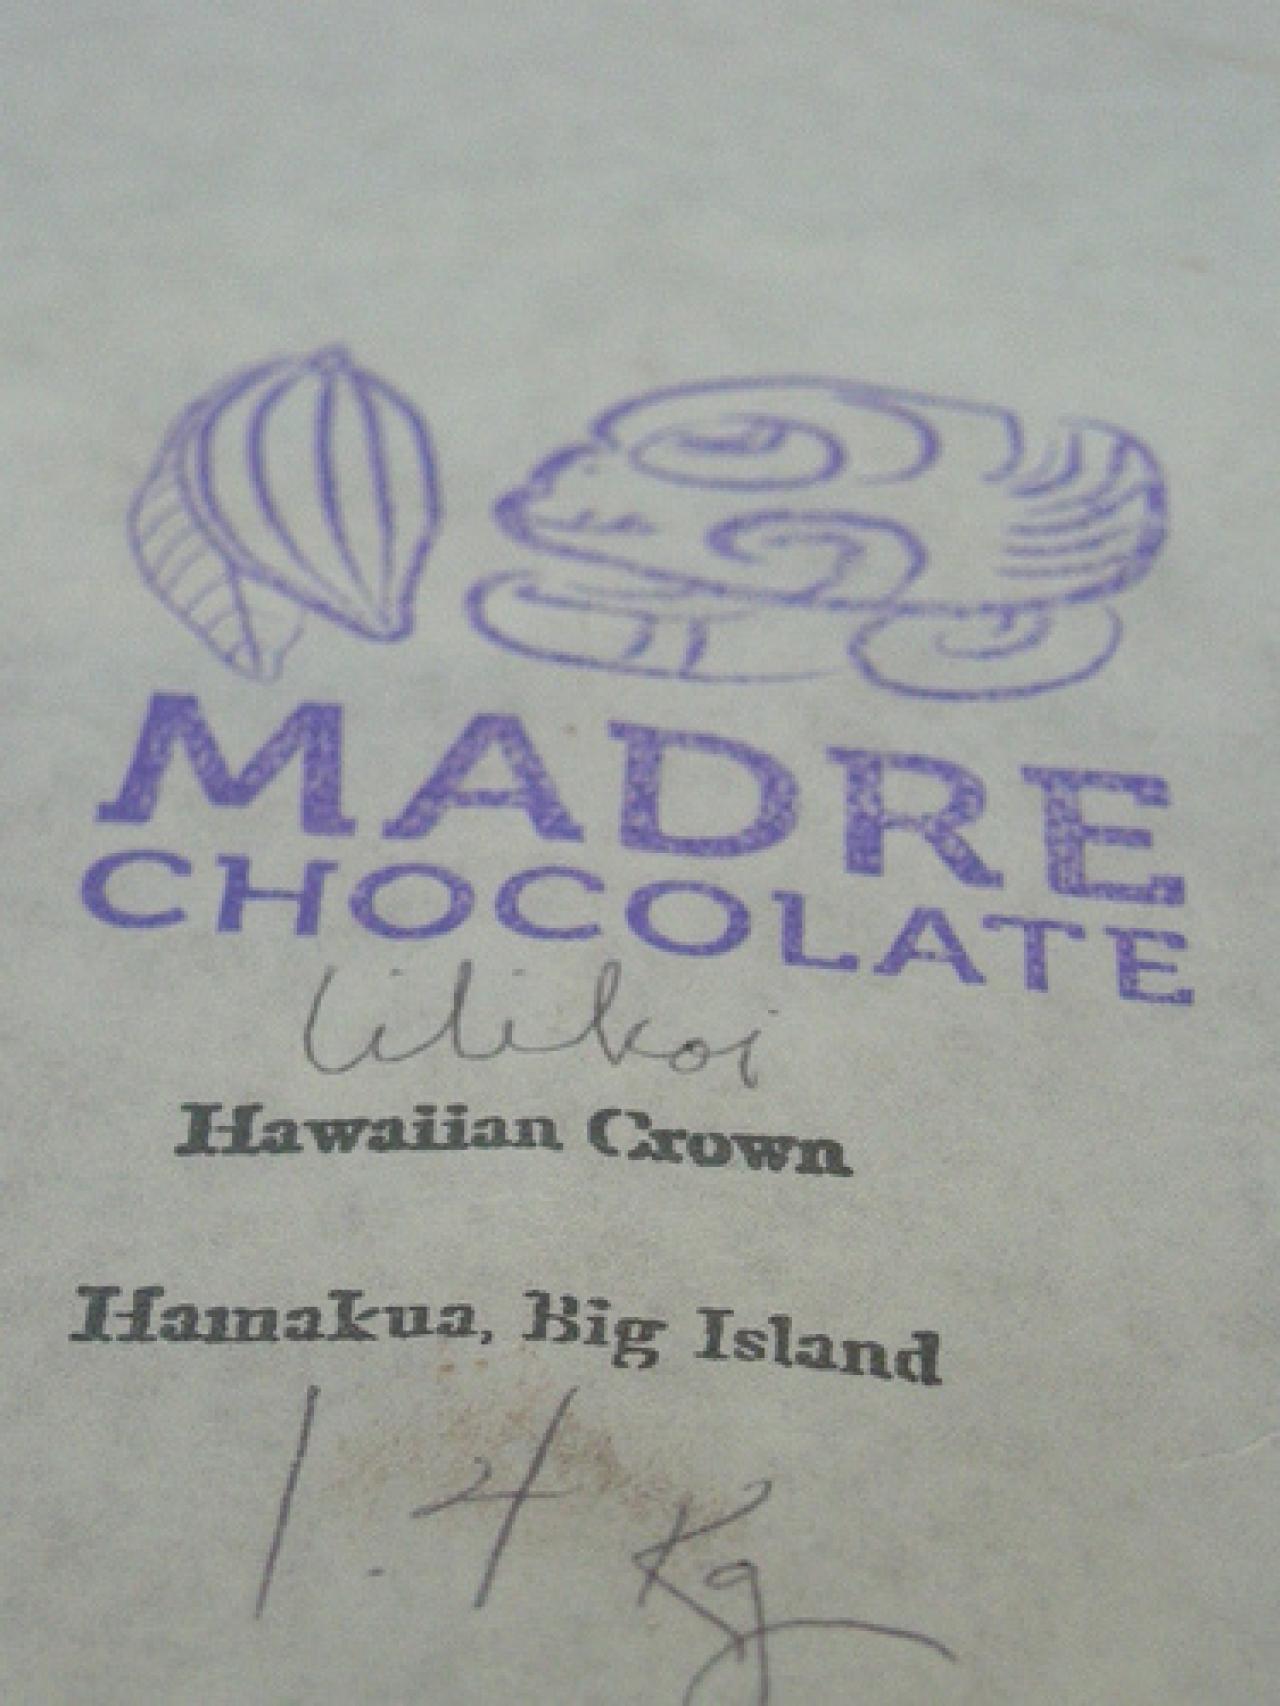 MADRE
CHOCOLATE
lilikoi
Hawaiian Crown
Hamakua, Big Island
1.4 Kg